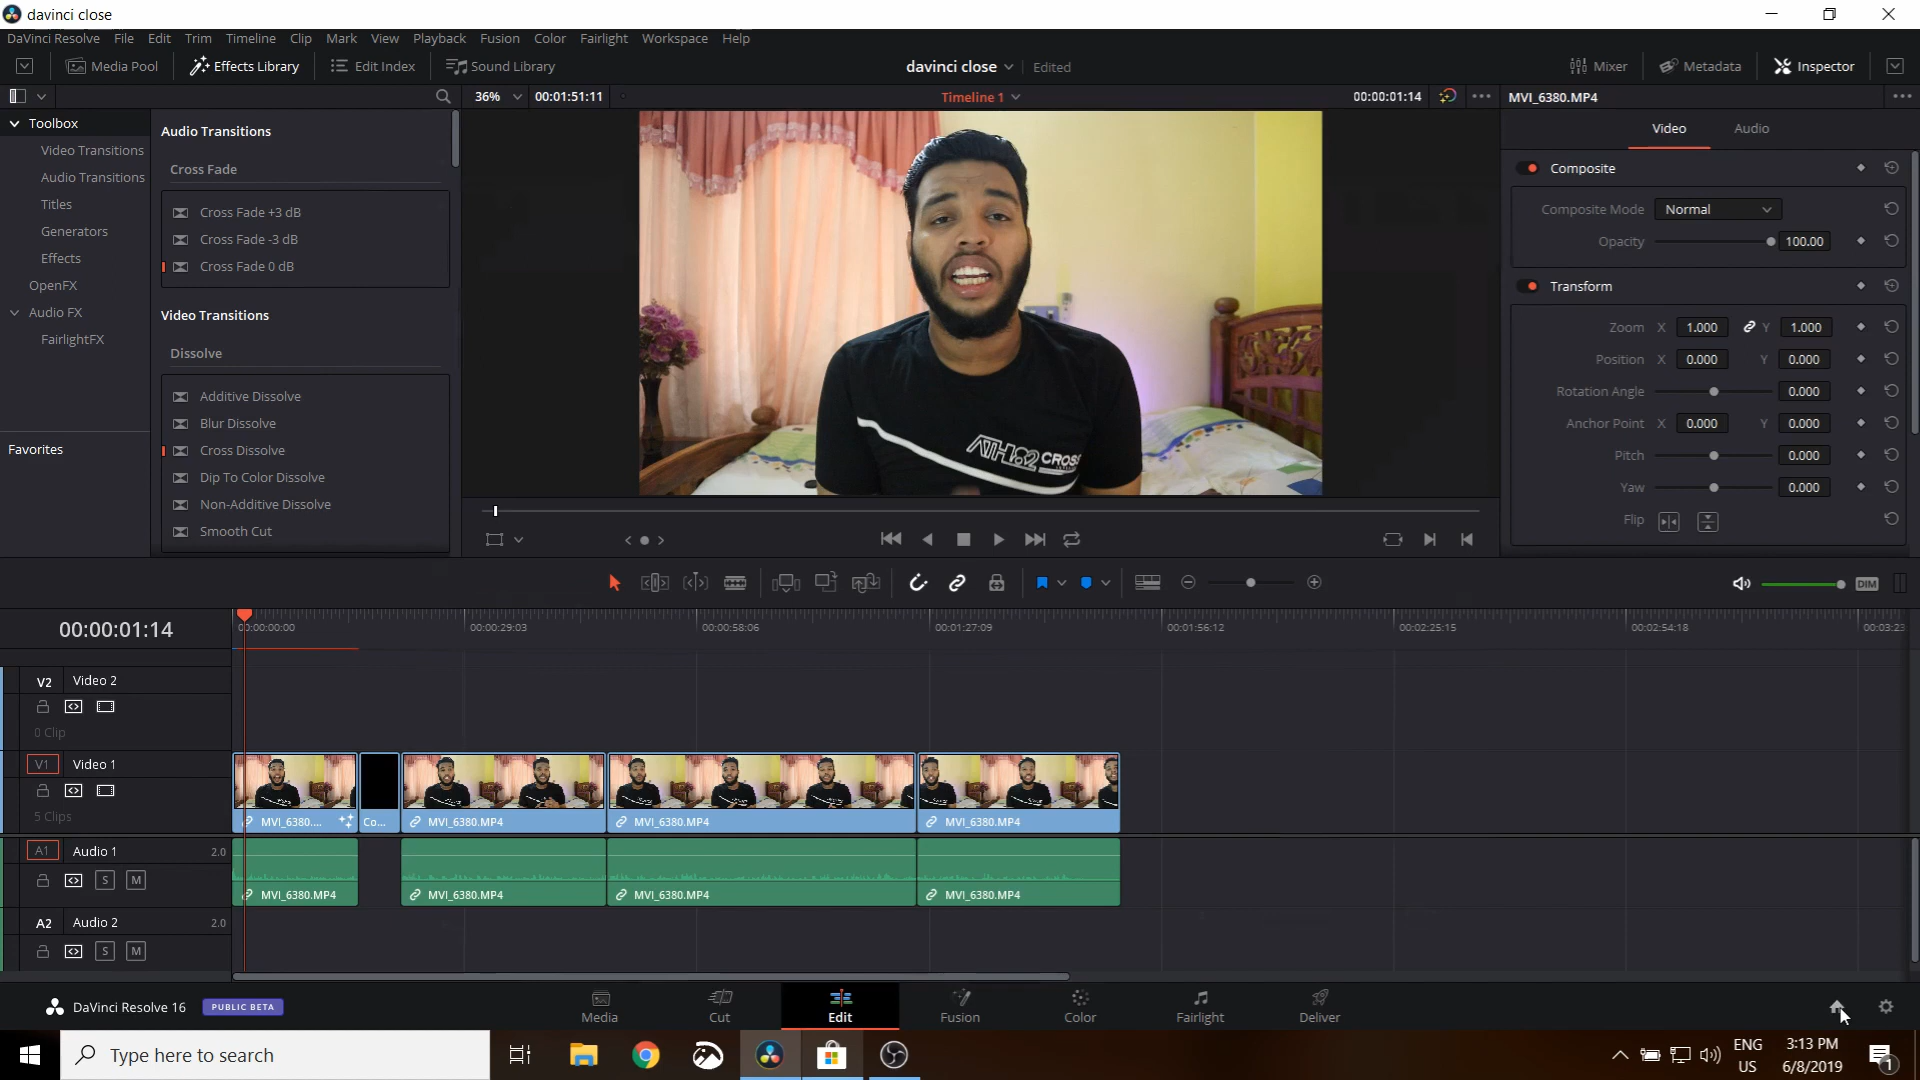 davinci close
DaVinci Resolve File Edit Trim Timeline Clip Mark View Playback Fusion Color Fairlight Workspace Help
Media Pool Effects Library Edit Index Sound Library davinci close Edited Mixer Metadata Inspector
36% 00:01:51:11 Timeline 1 00:00:01:14 MVI_6380.MP4
Toolbox
Video Transitions
Audio Transitions
Titles
Generators
Effects
OpenFX
Audio FX
FairlightFX
Favorites
Audio Transitions
Cross Fade
Cross Fade +3 dB
Cross Fade -3 dB
Cross Fade 0 dB
Video Transitions
Dissolve
Additive Dissolve
Blur Dissolve
Cross Dissolve
Dip To Color Dissolve
Non-Additive Dissolve
Smooth Cut
CROSS
Video Audio
Composite
Composite Mode Normal
Opacity 100.00
Transform
Zoom X 1.000 Y 1.000
Position X 0.000 Y 0.000
Rotation Angle 0.000
Anchor Point X 0.000 Y 0.000
Pitch 0.000
Yaw 0.000
Flip
DIM
00:00:01:14
00:00:00:00 00:00:29:03 00:00:58:06 00:01:27:09 00:01:56:12 00:02:25:15 00:02:54:18 00:03:23
V2 Video 2
0 Clip
V1 Video 1
5 Clips
MVI_6380.... Co... MVI_6380.MP4 MVI_6380.MP4 MVI_6380.MP4
A1 Audio 1 2.0
S M
MVI_6380.MP4 MVI_6380.MP4 MVI_6380.MP4 MVI_6380.MP4
A2 Audio 2 2.0
S M
DaVinci Resolve 16 PUBLIC BETA
Media Cut Edit Fusion Color Fairlight Deliver
Type here to search
ENG
US
3:13 PM
6/8/2019
1